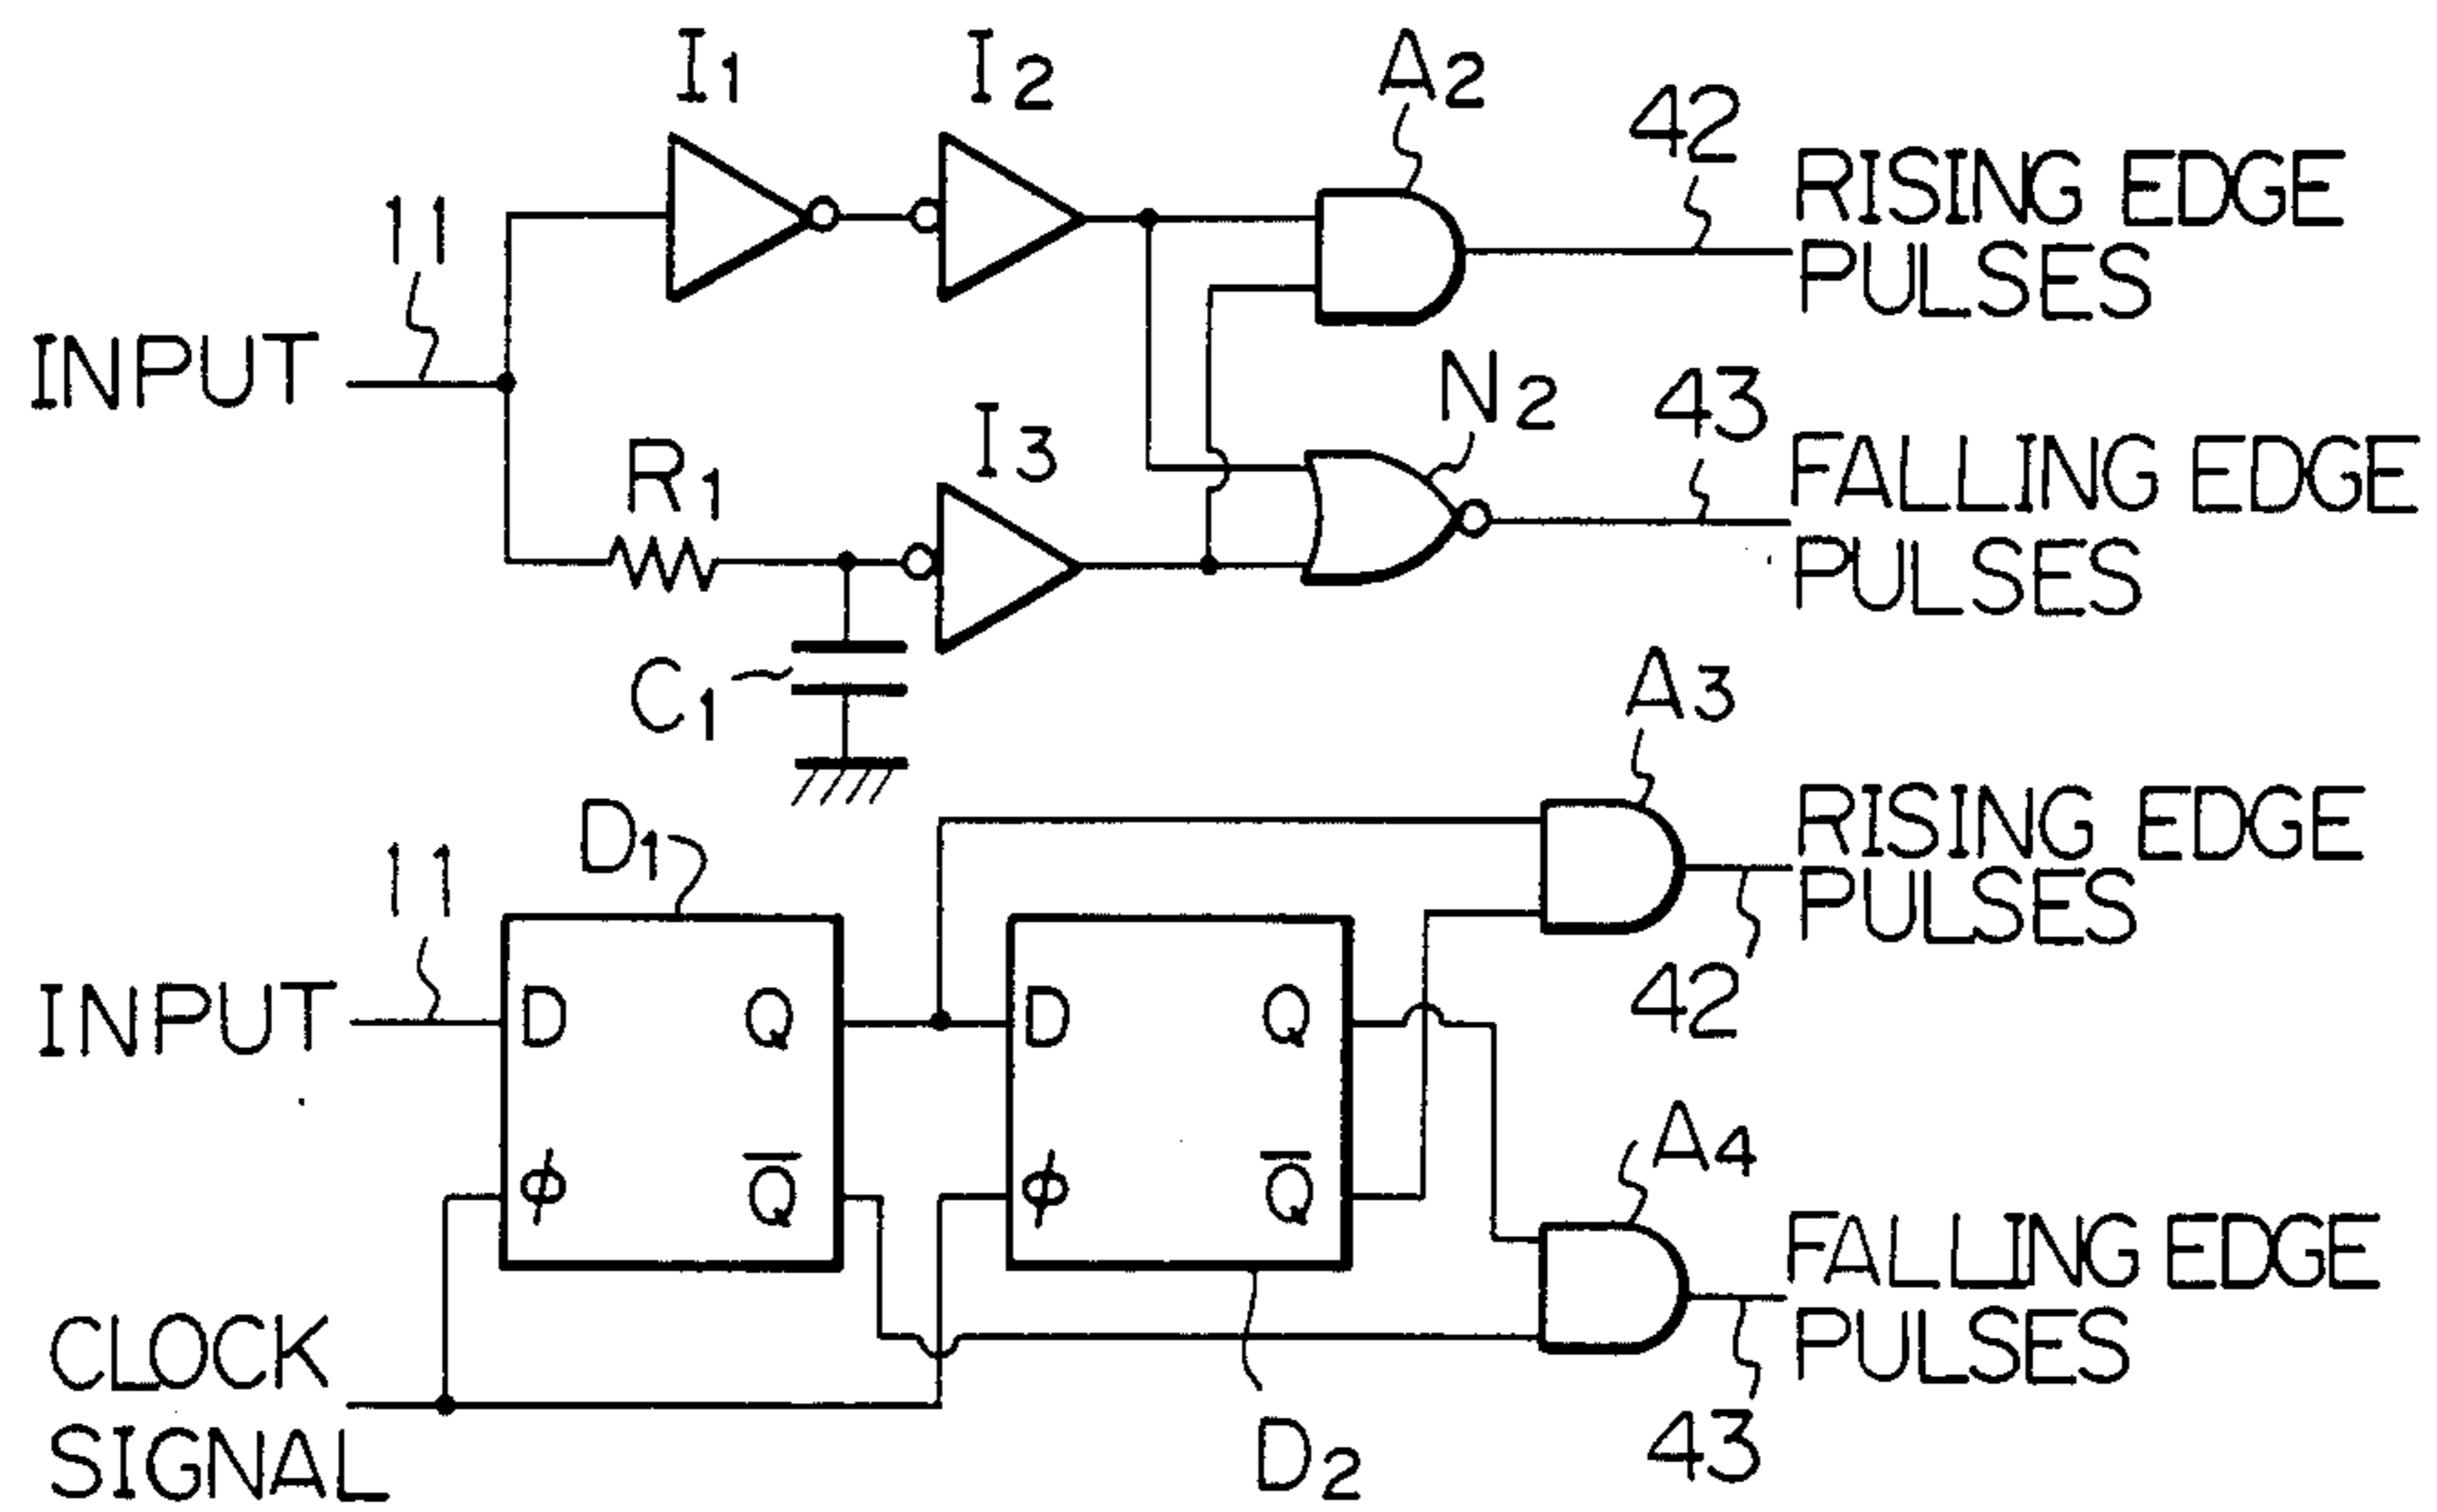 I1
I2
A2
42
RISING EDGE
PULSES
11
INPUT
R1
I3
N2
43
FALLING EDGE
PULSES
C1
A3
RISING EDGE
PULSES
42
D1
11
INPUT
D
Q
D
Q
ϕ
Q̅
ϕ
Q̅
A4
FALLING EDGE
PULSES
43
CLOCK
SIGNAL
D2